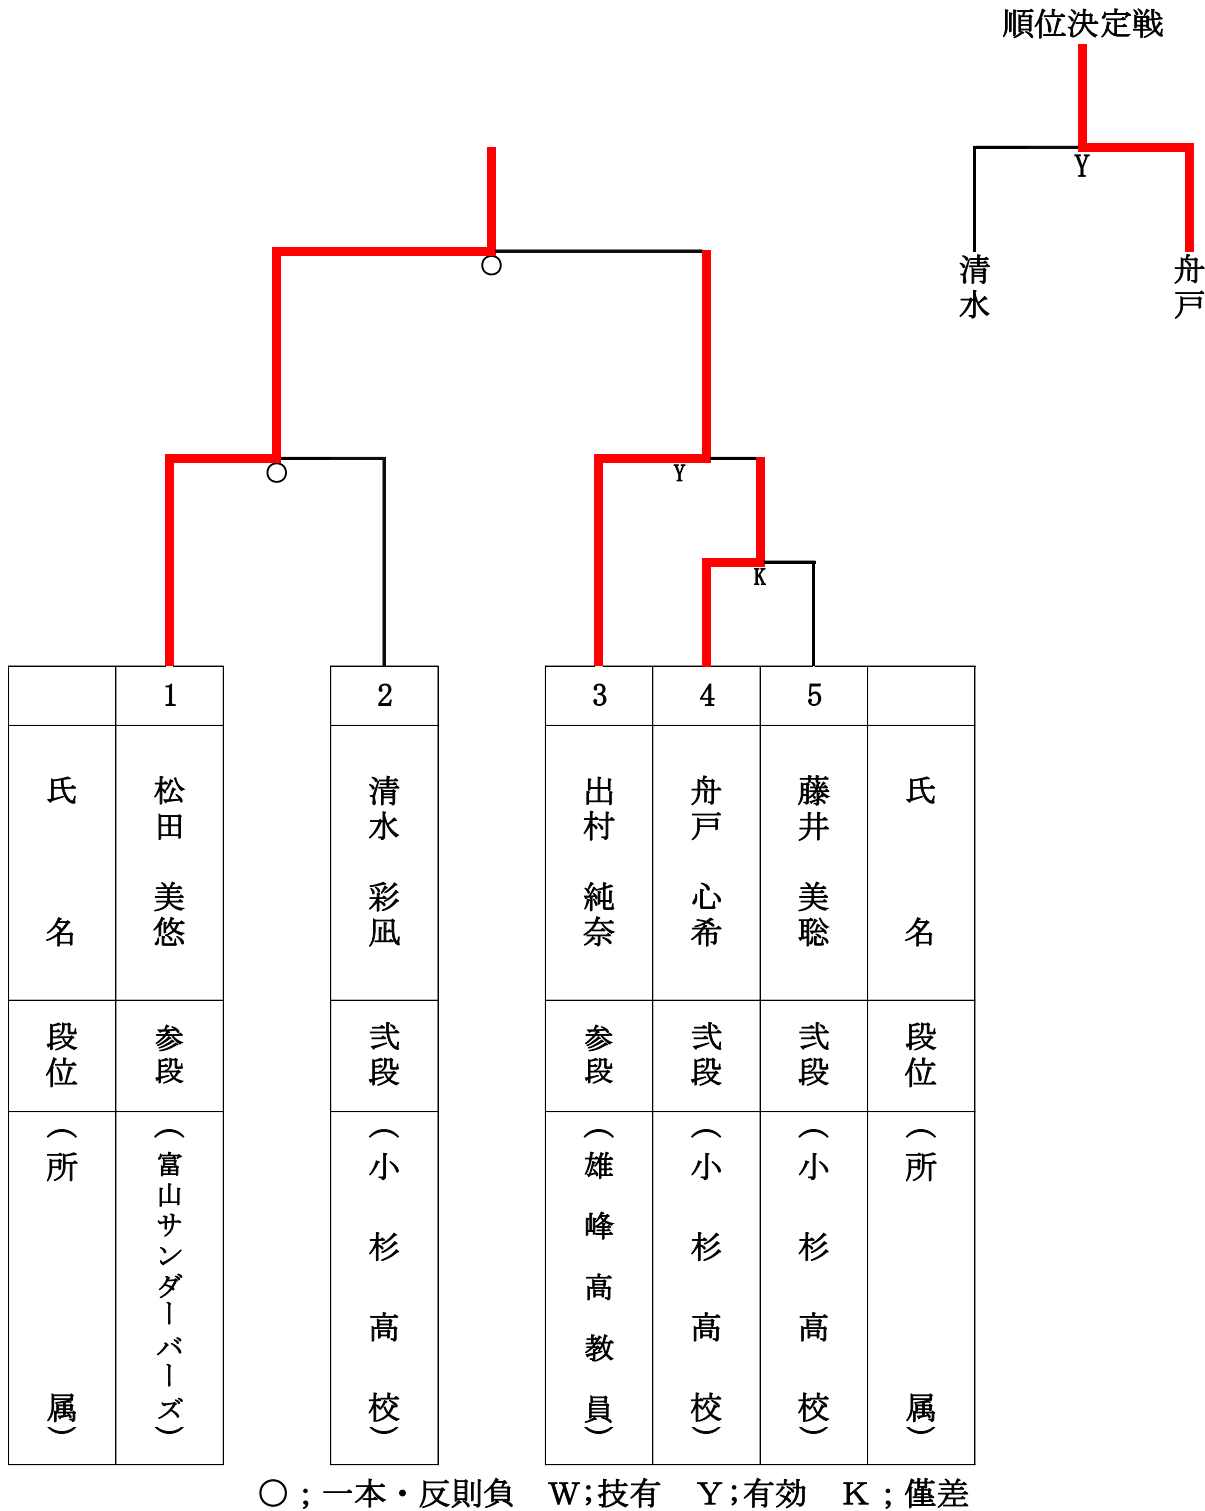 順位決定戦
Y
清水
舟戸
○
○
Y
K
1
2
3
4
5
氏名
松田 美悠
清水 彩凪
出村 純奈
舟戸 心希
藤井 美聡
氏名
段位
参段
弐段
参段
弐段
弐段
段位
（所属）
（富山サンダーバーズ）
（小杉高校）
（雄峰高教員）
（小杉高校）
（小杉高校）
（所属）
○；一本・反則負　W；技有　Y；有効　K；僅差